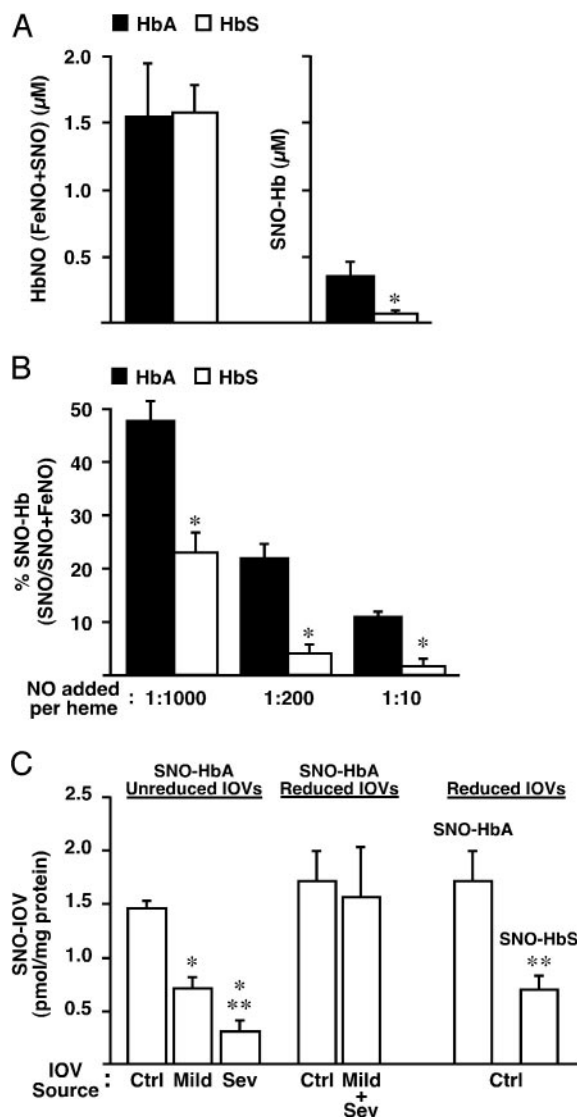 A
HbA HbS
HbNO (FeNO+SNO) (µM)
2.0
1.5
1.0
0.5
SNO-Hb (µM)
*
B
HbA HbS
% SNO-Hb
(SNO/SNO+FeNO)
50
40
30
20
10
*
*
*
NO added
per heme : 1:1000 1:200 1:10
C
SNO-HbA
Unreduced IOVs
SNO-HbA
Reduced IOVs
Reduced IOVs
SNO-IOV
(pmol/mg protein)
2.5
2.0
1.5
1.0
0.5
*
*
**
SNO-HbA
SNO-HbS
**
IOV
Source : Ctrl Mild Sev Ctrl Mild
+
Sev
Ctrl